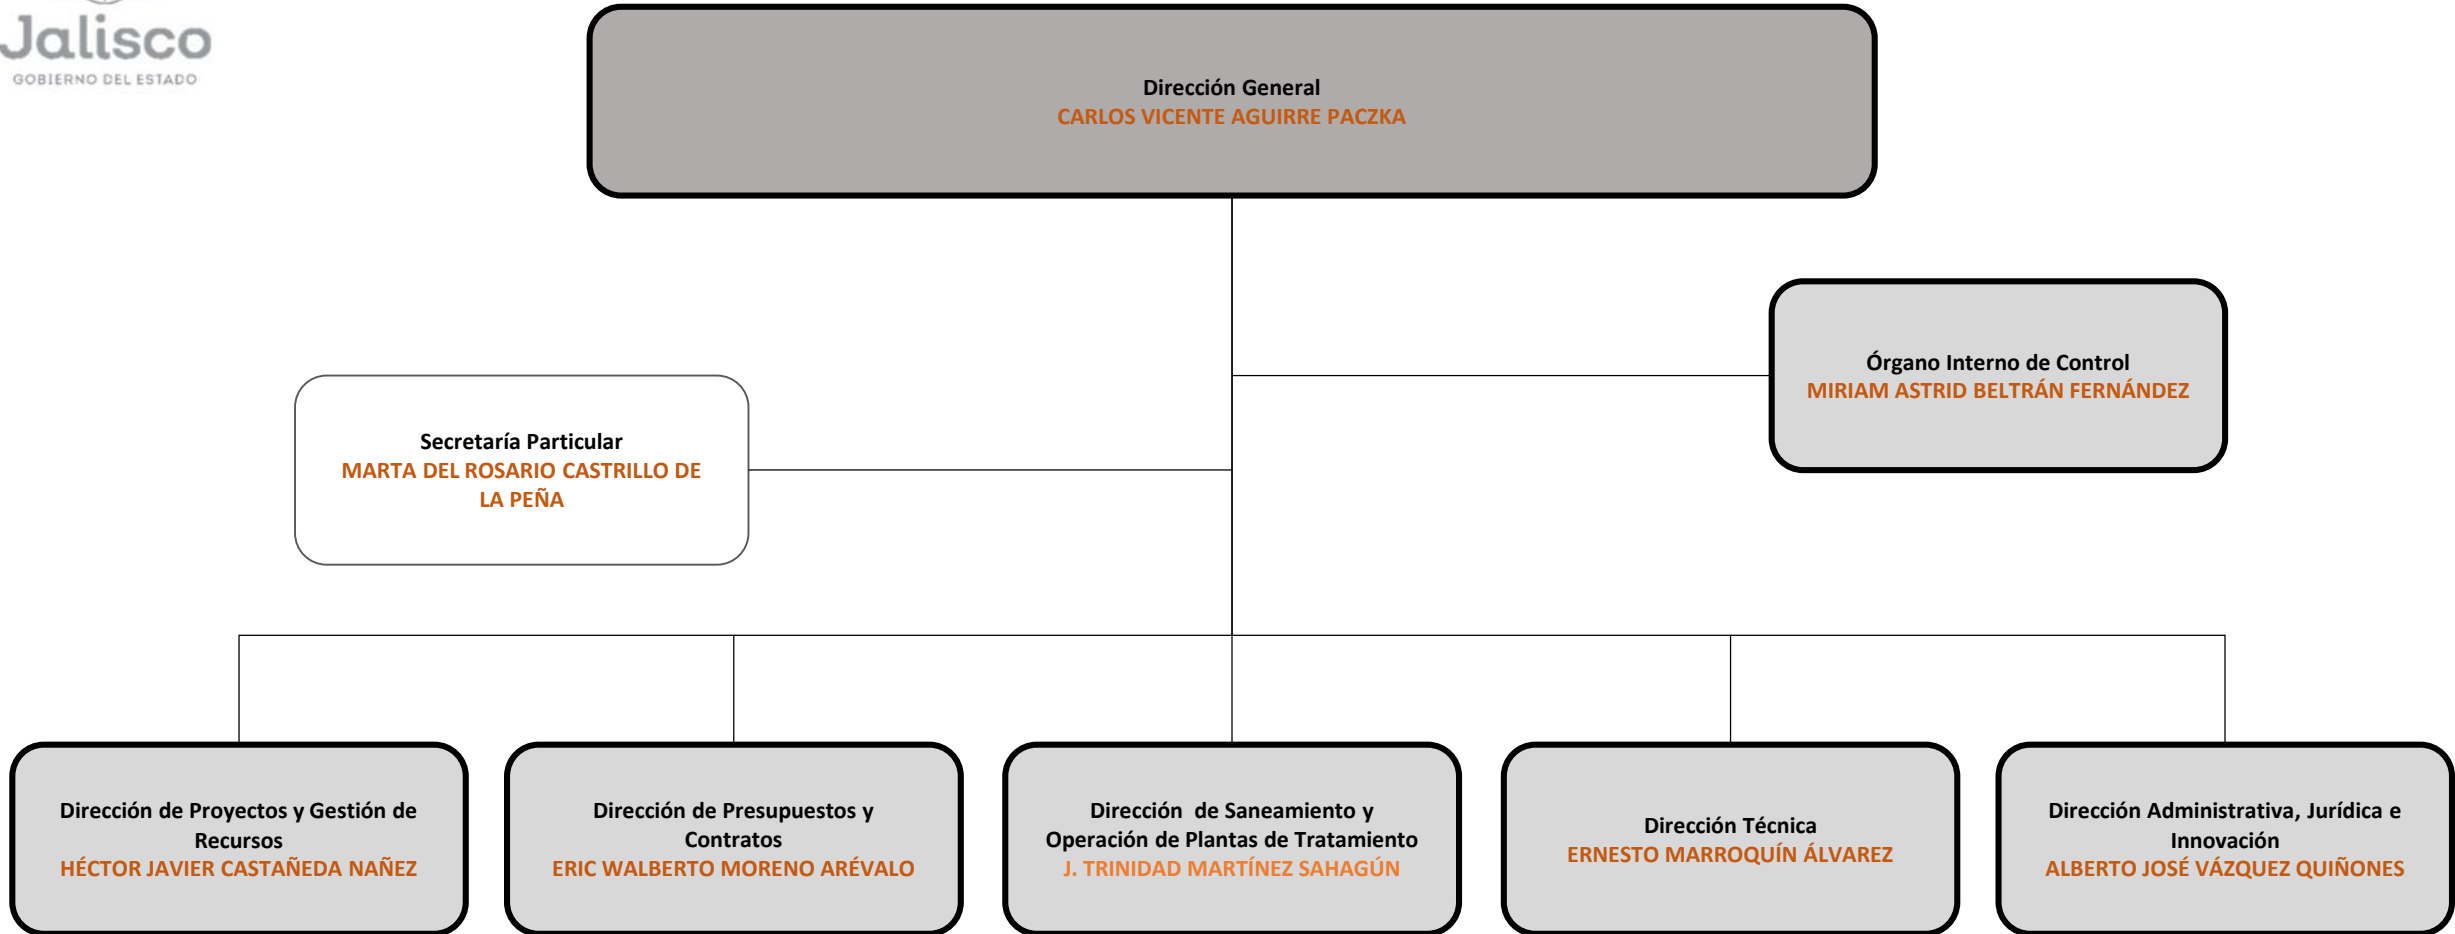 Jalisco
GOBIERNO DEL ESTADO
Dirección General
CARLOS VICENTE AGUIRRE PACZKA
Órgano Interno de Control
MIRIAM ASTRID BELTRÁN FERNÁNDEZ
Secretaría Particular
MARTA DEL ROSARIO CASTRILLO DE
LA PEÑA
Dirección de Proyectos y Gestión de
Recursos
HÉCTOR JAVIER CASTAÑEDA NAÑEZ
Dirección de Presupuestos y
Contratos
ERIC WALBERTO MORENO ARÉVALO
Dirección  de Saneamiento y
Operación de Plantas de Tratamiento
J. TRINIDAD MARTÍNEZ SAHAGÚN
Dirección Técnica
ERNESTO MARROQUÍN ÁLVAREZ
Dirección Administrativa, Jurídica e
Innovación
ALBERTO JOSÉ VÁZQUEZ QUIÑONES